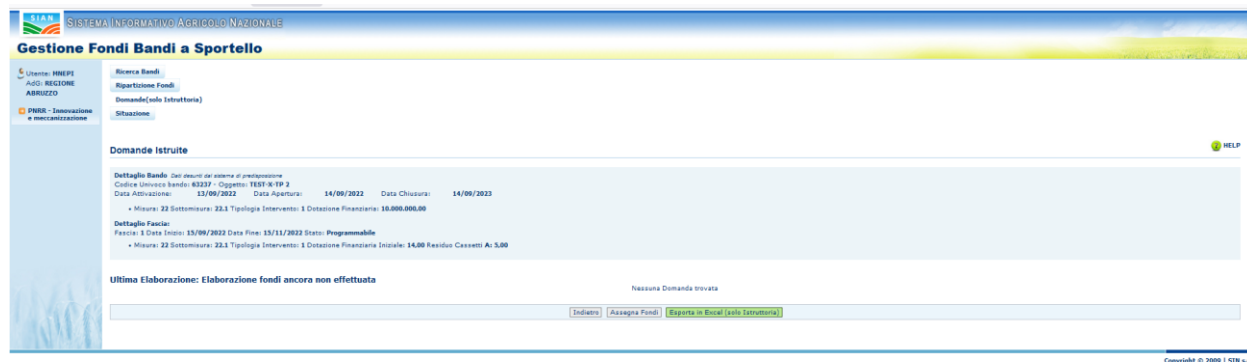 SIAN
SISTEMA INFORMATIVO AGRICOLO NAZIONALE
Gestione Fondi Bandi a Sportello
Utente: MNEPI
AdG: REGIONE
ABRUZZO
PNRR - Innovazione
e meccanizzazione
Ricerca Bandi
Ripartizione Fondi
Domande(solo Istruttoria)
Situazione
Domande Istruite
HELP
Dettaglio Bando Dati desunti dal sistema di predisposizione
Codice Univoco bando: 63237 - Oggetto: TEST-X-TP 2
Data Attivazione: 13/09/2022 Data Apertura: 14/09/2022 Data Chiusura: 14/09/2023
• Misura: 22 Sottomisura: 22.1 Tipologia Intervento: 1 Dotazione Finanziaria: 10.000.000,00
Dettaglio Fascia:
Fascia: 1 Data Inizio: 15/09/2022 Data Fine: 15/11/2022 Stato: Programmabile
• Misura: 22 Sottomisura: 22.1 Tipologia Intervento: 1 Dotazione Finanziaria Iniziale: 14,00 Residuo Cassetti A: 5,00
Ultima Elaborazione: Elaborazione fondi ancora non effettuata
Nessuna Domanda trovata
Indietro Assegna Fondi Esporta in Excel (solo Istruttoria)
Copyright © 2009 | SIN s.